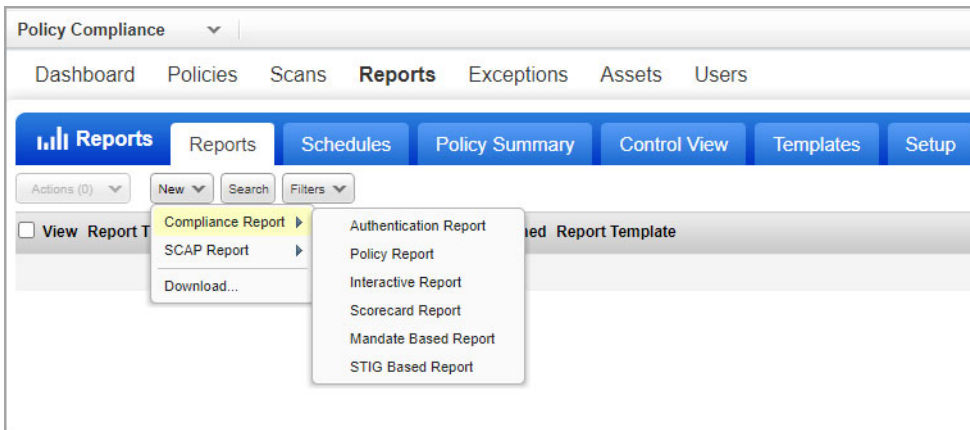 Policy Compliance
Dashboard Policies Scans Reports Exceptions Assets Users
Reports Reports Schedules Policy Summary Control View Templates Setup
Actions (0) New Search Filters
View Report Report Template
Compliance Report
SCAP Report
Download...
Authentication Report
Policy Report
Interactive Report
Scorecard Report
Mandate Based Report
STIG Based Report